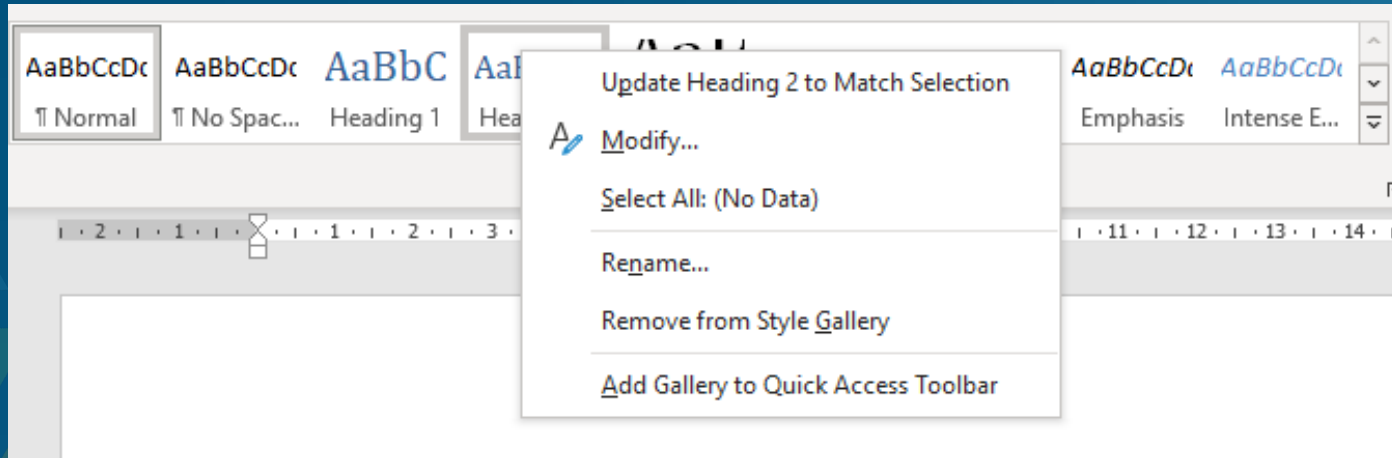 AaBbCcDc AaBbCcDc AaBbC AaB AaBbCcDc AaBbCcDc
¶ Normal ¶ No Spac... Heading 1 Hea Emphasis Intense E...
Update Heading 2 to Match Selection
Modify...
Select All: (No Data)
Rename...
Remove from Style Gallery
Add Gallery to Quick Access Toolbar
2 1 1 2 3 11 12 13 14